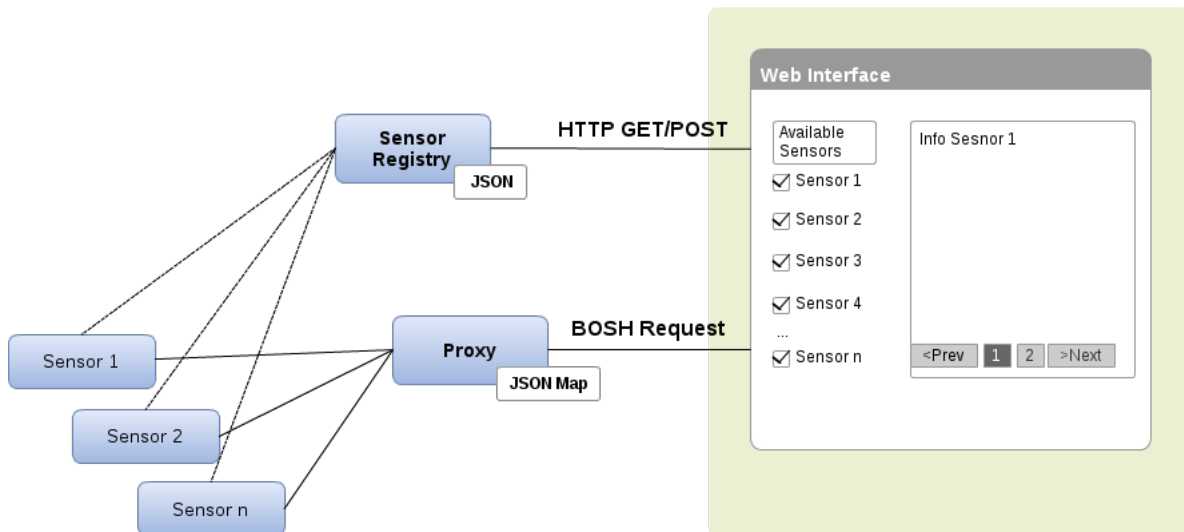 Web Interface
HTTP GET/POST
Sensor
Registry
JSON
Available
Sensors
Info Sesnor 1
Sensor 1
Sensor 2
Sensor 3
Sensor 4
...
Sensor n
<Prev 1 2 >Next
BOSH Request
Proxy
JSON Map
Sensor 1
Sensor 2
Sensor n